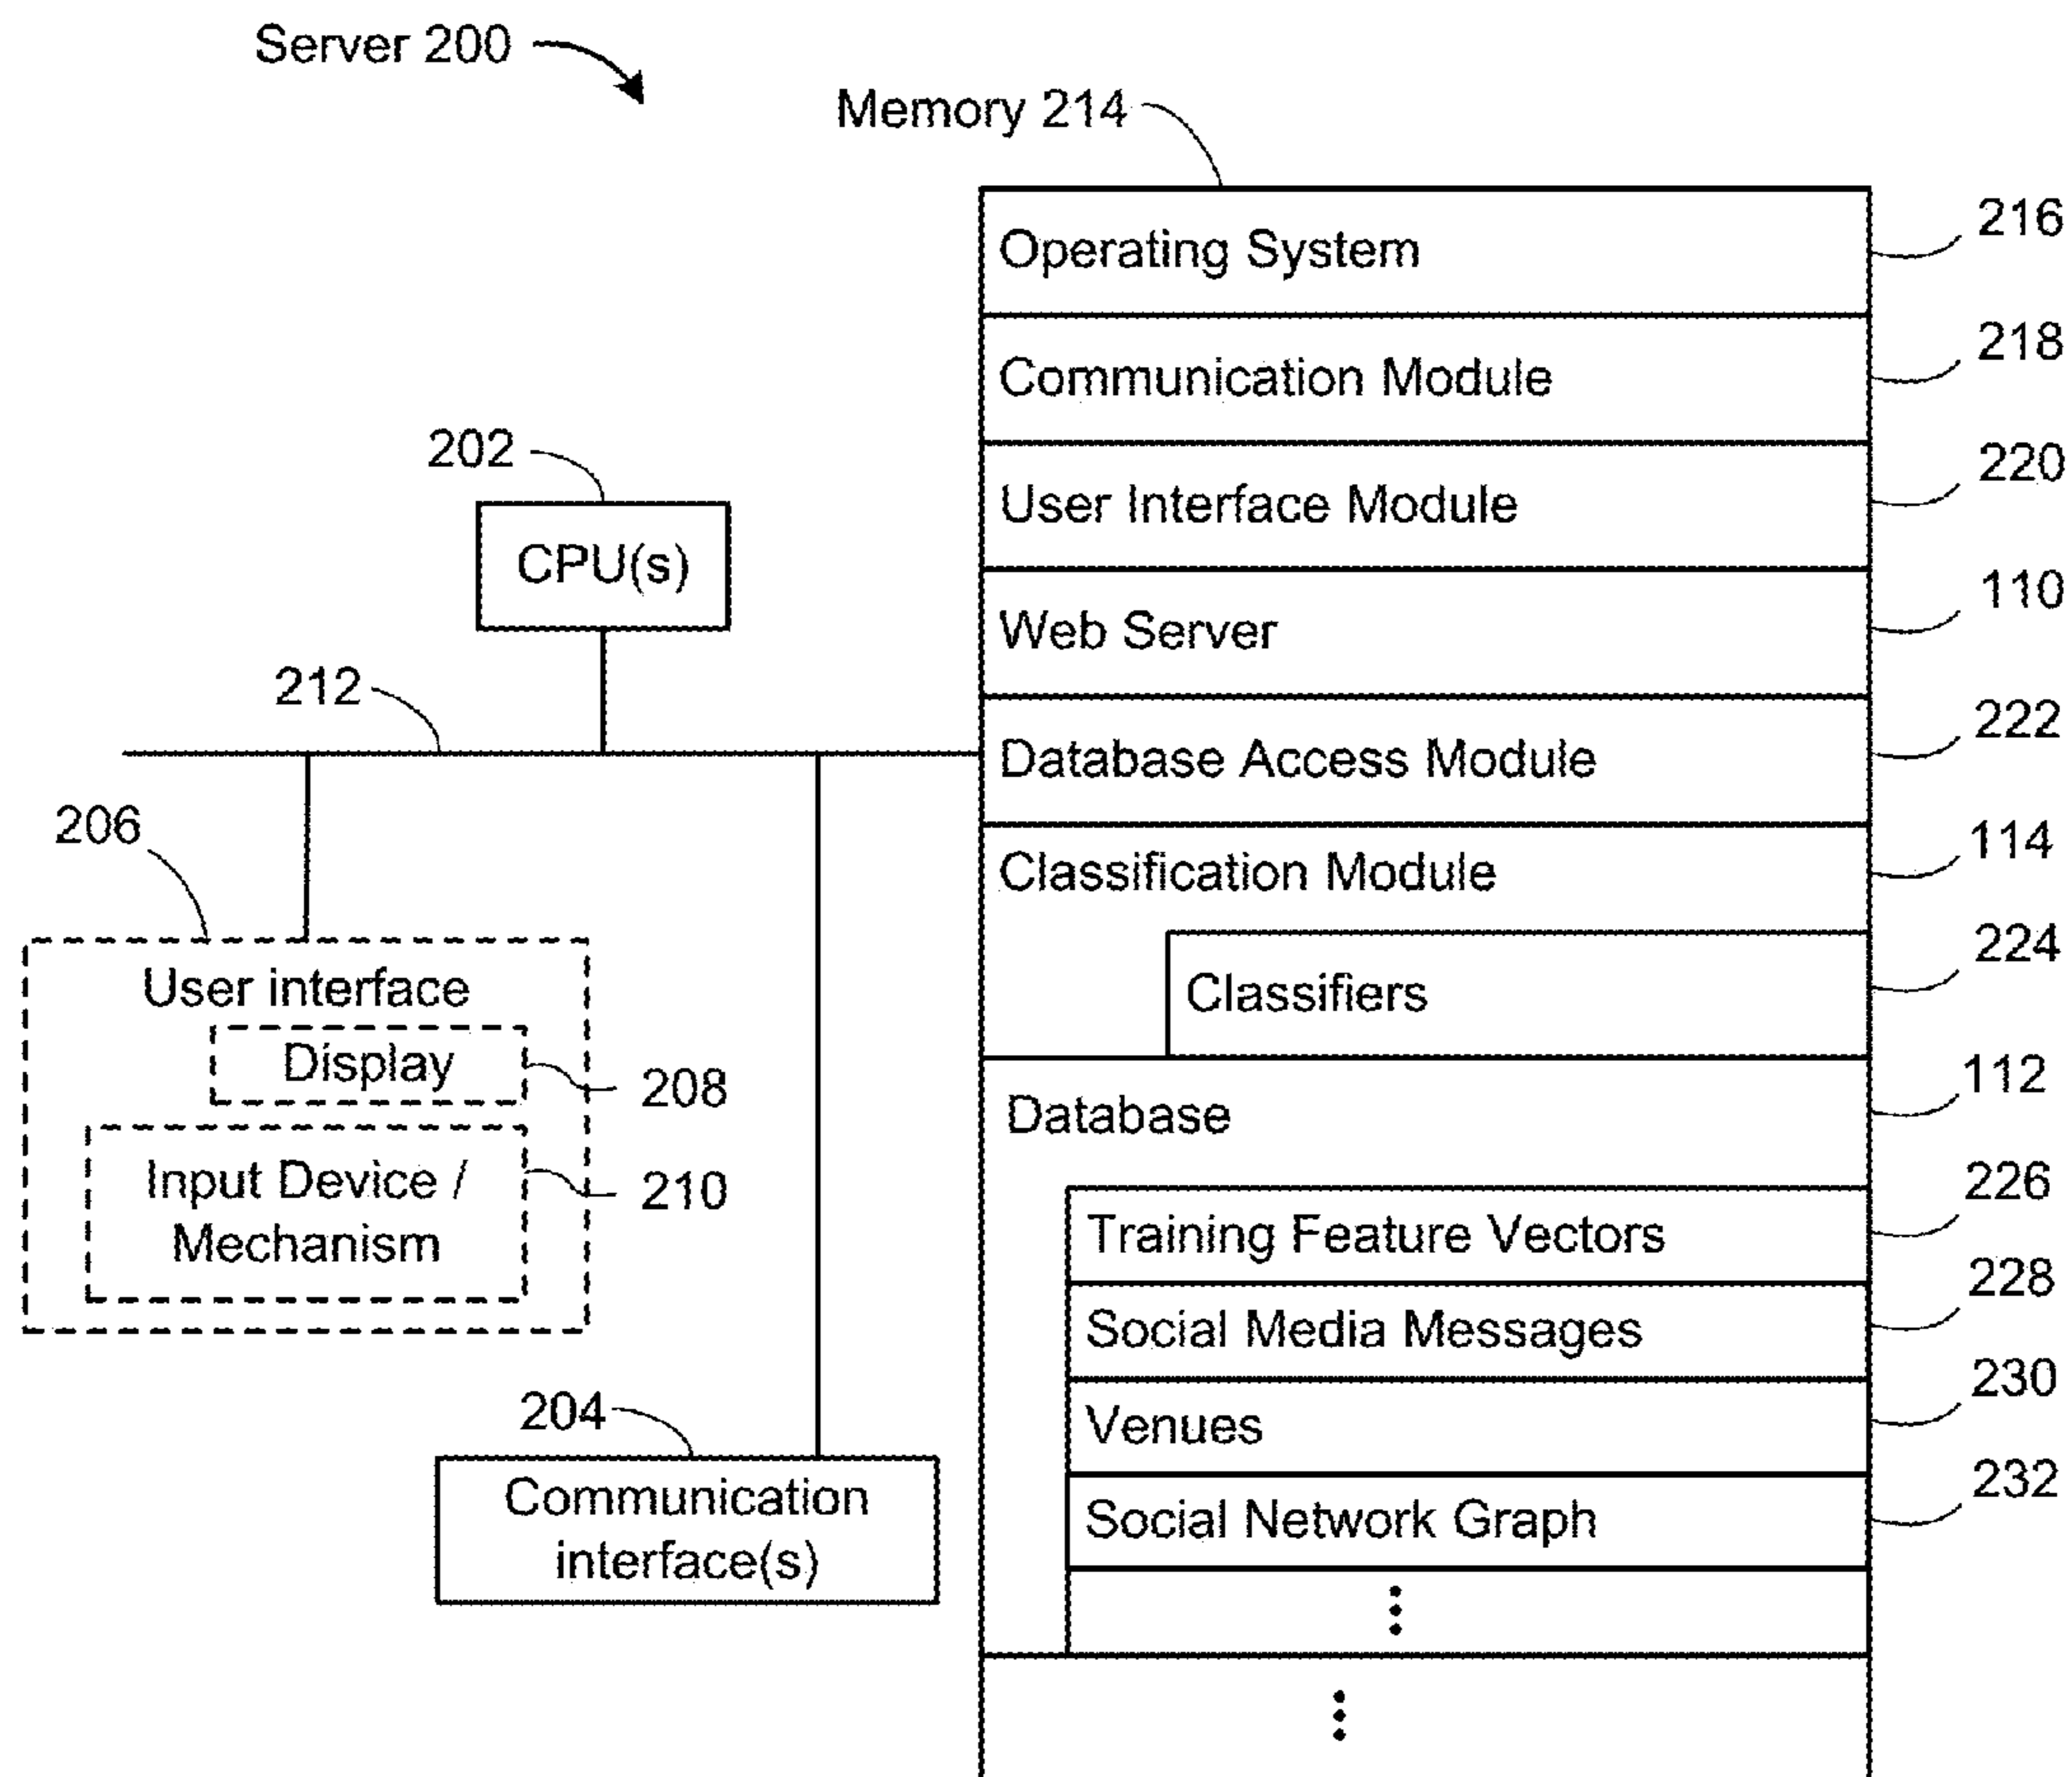 Server 200
Memory 214
Operating System
216
Communication Module
218
User Interface Module
220
Web Server
110
Database Access Module
222
Classification Module
114
Classifiers
224
Database
112
Training Feature Vectors
226
Social Media Messages
228
Venues
230
Social Network Graph
232
202
CPU(s)
212
206
User interface
Display
208
Input Device /
Mechanism
210
204
Communication
interface(s)